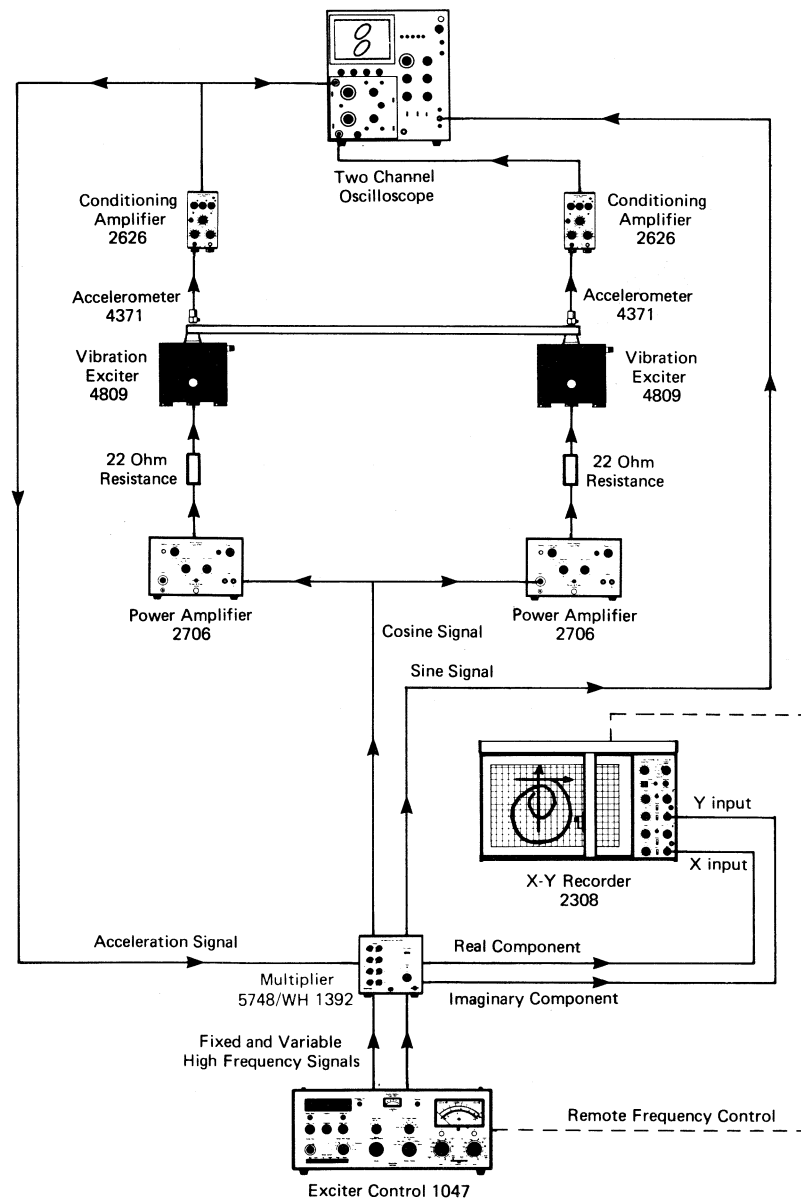 Two Channel
Oscilloscope
Conditioning
Amplifier
2626
Conditioning
Amplifier
2626
Accelerometer
4371
Accelerometer
4371
Vibration
Exciter
4809
Vibration
Exciter
4809
22 Ohm
Resistance
22 Ohm
Resistance
Power Amplifier
2706
Power Amplifier
2706
Cosine Signal
Sine Signal
Y input
X input
X-Y Recorder
2308
Acceleration Signal
Real Component
Multiplier
5748/WH 1392
Imaginary Component
Fixed and Variable
High Frequency Signals
Remote Frequency Control
Exciter Control 1047